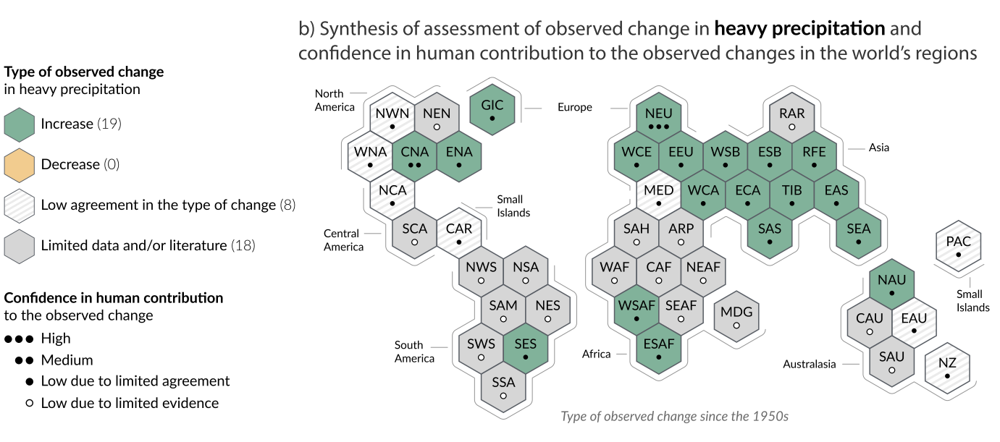 b) Synthesis of assessment of observed change in heavy precipitation and
confidence in human contribution to the observed changes in the world's regions
Type of observed change
in heavy precipitation
Increase (19)
Decrease (0)
Low agreement in the type of change (8)
Limited data and/or literature (18)
Confidence in human contribution
to the observed change
High
Medium
Low due to limited agreement
Low due to limited evidence
North
America
NWN
NEN
GIC
WNA
CNA
ENA
NCA
Small
Islands
Central
America
SCA
CAR
NWS
NSA
SAM
NES
South
America
SWS
SES
SSA
Europe
NEU
RAR
WCE
EEU
WSB
ESB
RFE
Asia
MED
WCA
ECA
TIB
EAS
SAH
ARP
SAS
SEA
WAF
CAF
NEAF
WSAF
SEAF
MDG
Africa
ESAF
PAC
Small
Islands
NAU
CAU
EAU
Australasia
SAU
NZ
Type of observed change since the 1950s